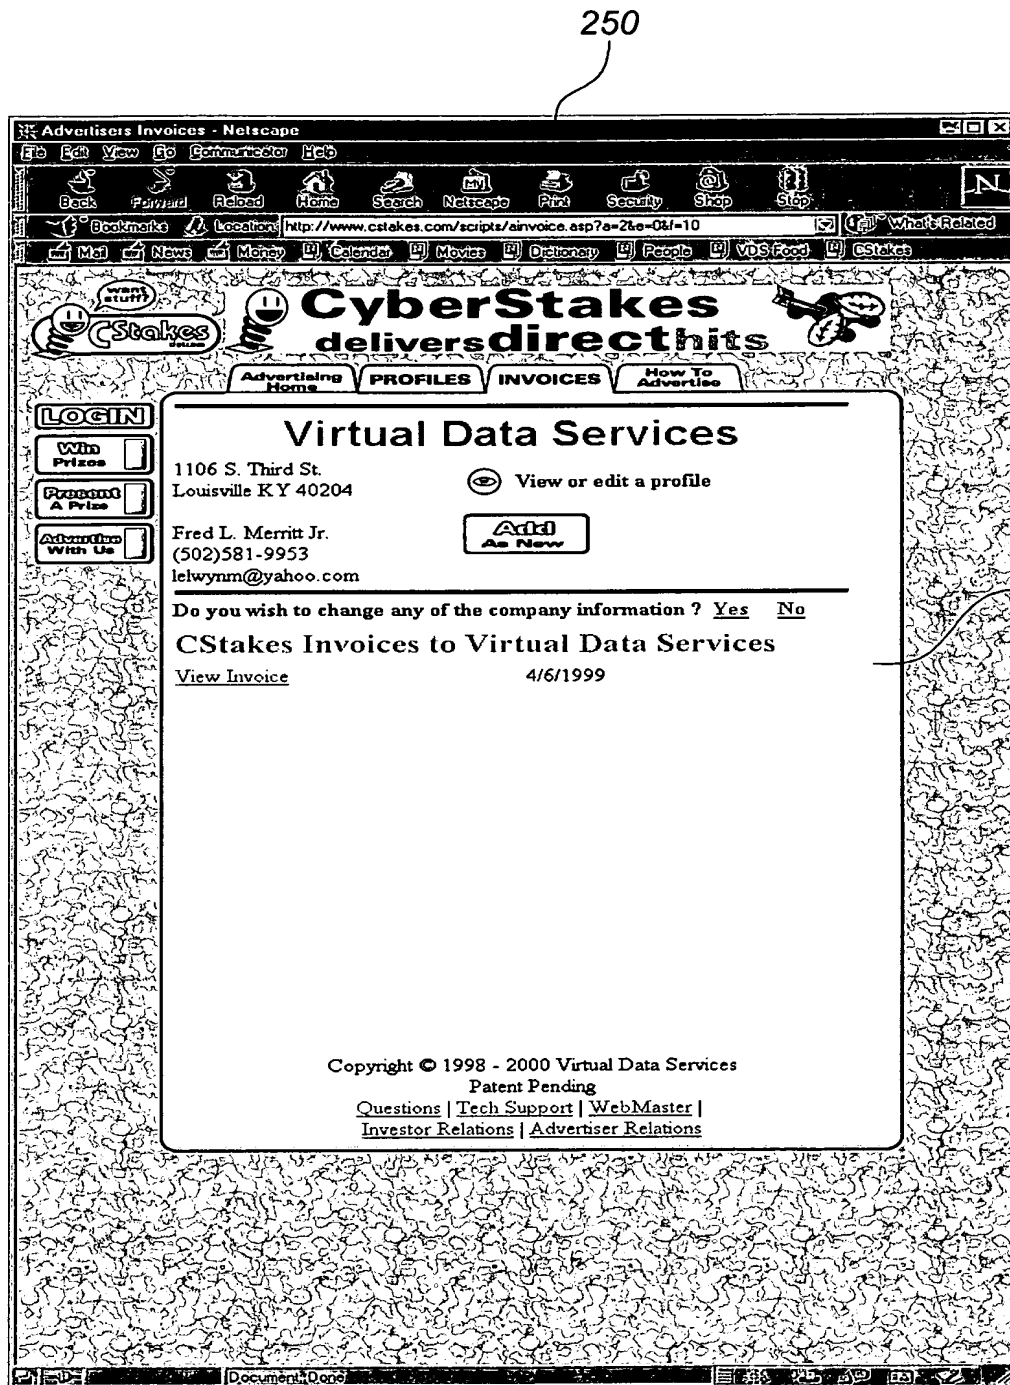 250
Advertisers Invoices - Netscape
File Edit View Go Communicator Help
Back Forward Reload Home Search Netscape Print Security Shop Stop
N
Bookmarks Location: http://www.cstakes.com/scripts/ainvoice.asp?a=2&e=0&f=10 What's Related
Mail News Money Calendar Movies Dictionary People VDS Food CStakes
want stuff?
CStakes
CyberStakes
delivers direct hits
Advertising Home PROFILES INVOICES How To Advertise
LOGIN
Win Prizes
Present A Prize
Advertise With Us
Virtual Data Services
1106 S. Third St.
Louisville KY 40204
View or edit a profile
Fred L. Merritt Jr.
(502)581-9953
lelwynm@yahoo.com
Add As New
Do you wish to change any of the company information ? Yes No
CStakes Invoices to Virtual Data Services
View Invoice 4/6/1999
Copyright © 1998 - 2000 Virtual Data Services
Patent Pending
Questions | Tech Support | WebMaster |
Investor Relations | Advertiser Relations
Document: Done